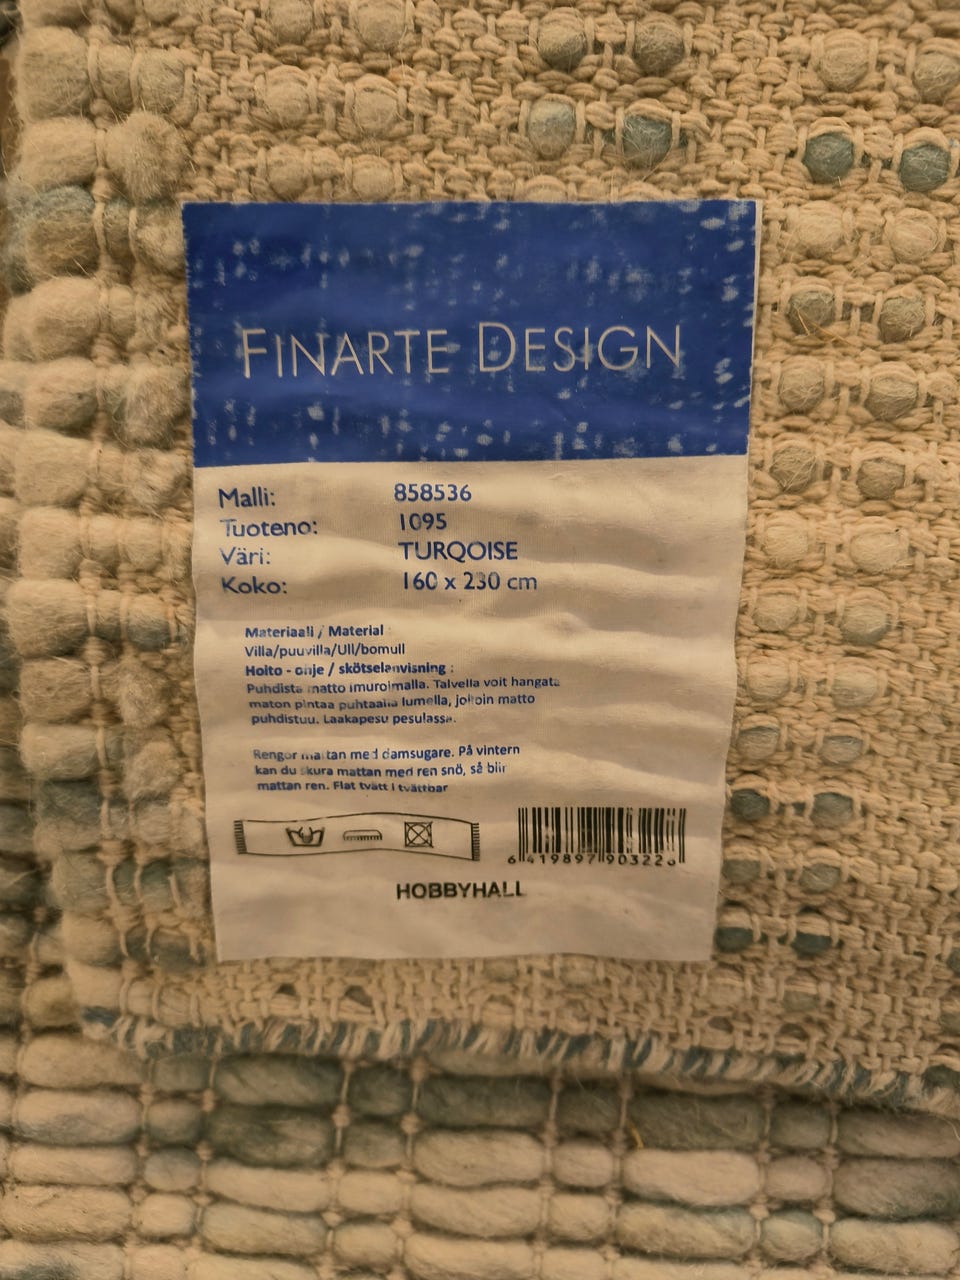 FINARTE DESIGN
Malli: 858536
Tuoteno: 1095
Väri: TURQOISE
Koko: 160 x 230 cm
Materiaali / Material
Villa/puuvilla/Ull/bomull
Hoito - ohje / skötselanvisning :
Puhdista matto imuroimalla. Talvella voit hangata
maton pintaa puhtaalla lumella, jolloin matto
puhdistuu. Laakapesu pesulassa.
Rengör mattan med damsugare. På vintern
kan du skura mattan med ren snö, så blir
mattan ren. Flat tvätt i tvättbar
6 419897 903226
HOBBYHALL